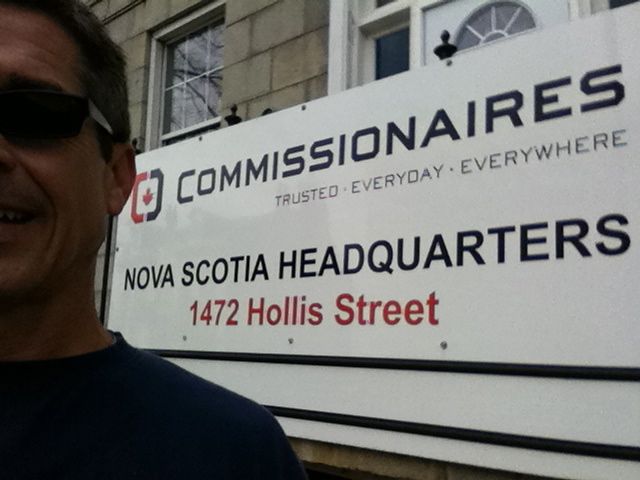 COMMISSIONAIRES
TRUSTED · EVERYDAY · EVERYWHERE
NOVA SCOTIA HEADQUARTERS
1472 Hollis Street